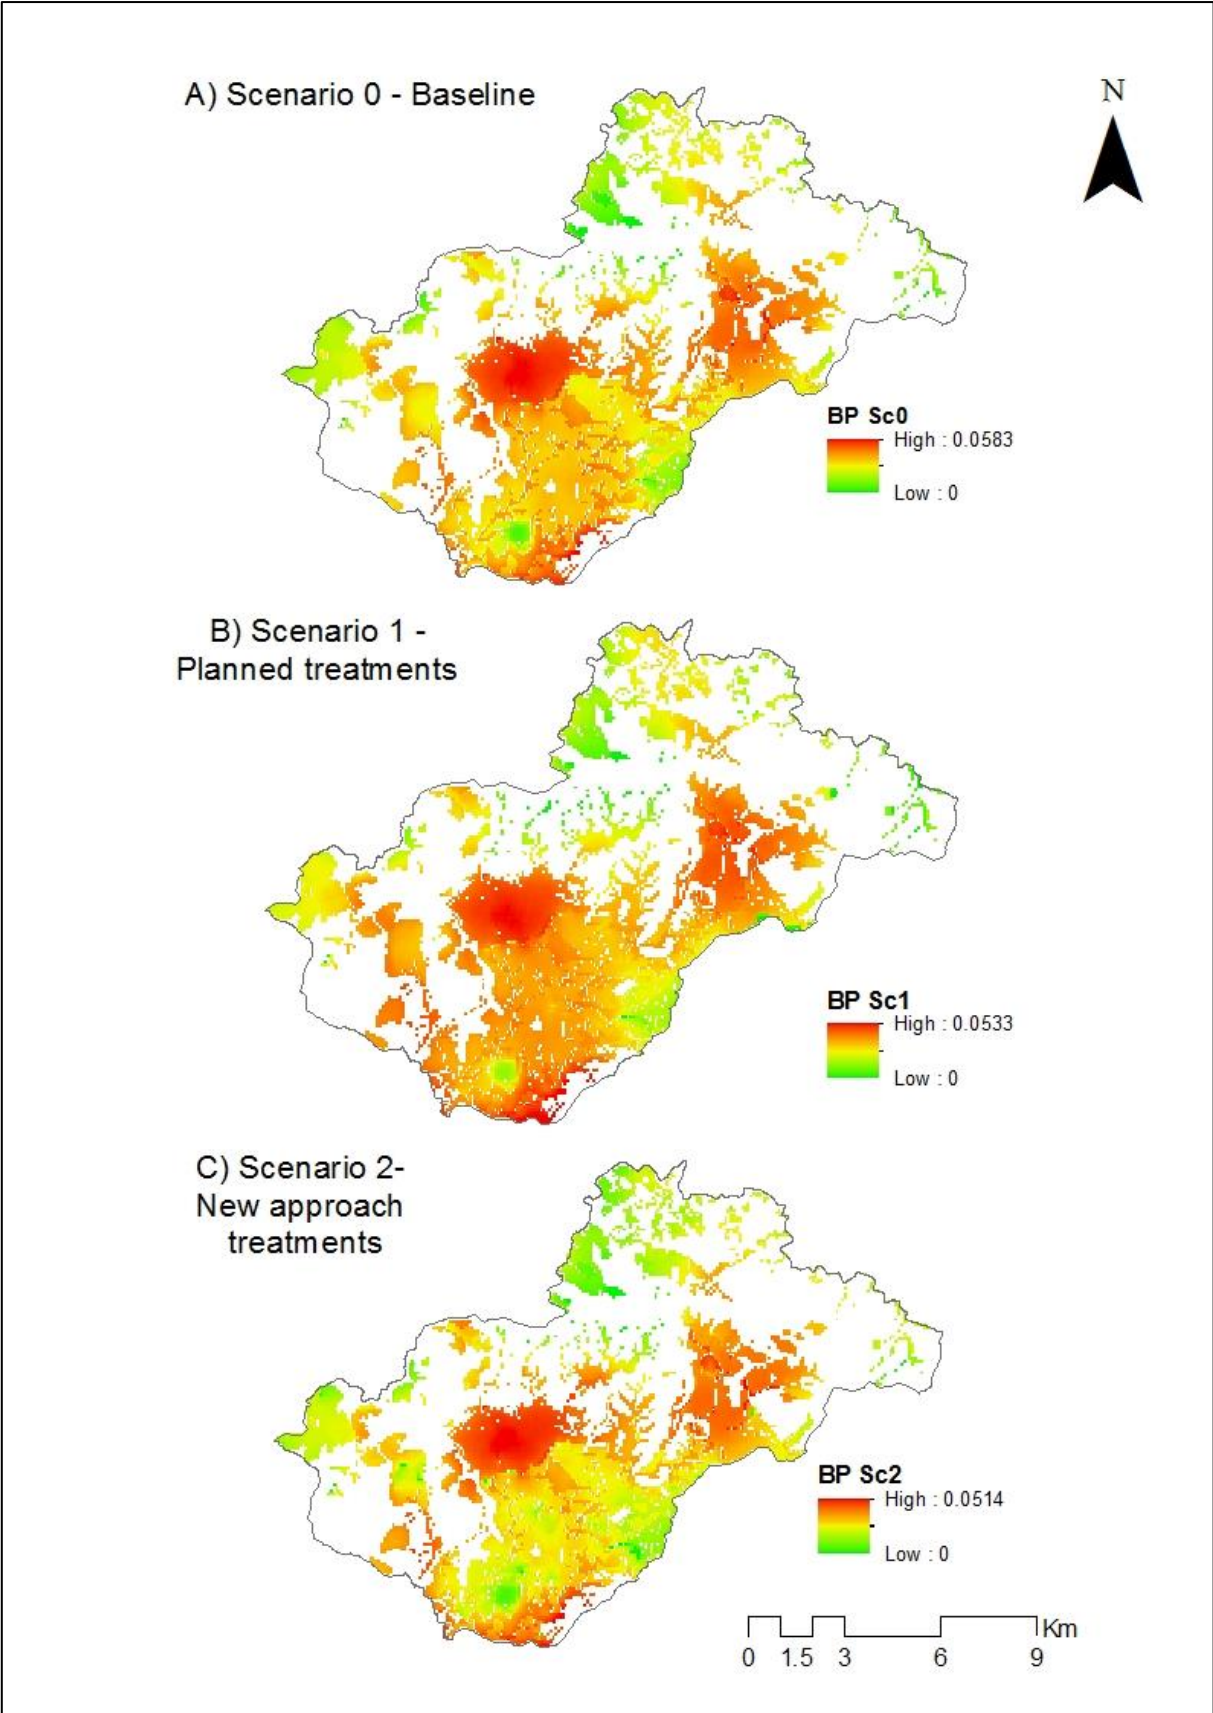 A) Scenario 0 - Baseline
N
BP Sc0
High : 0.0583
Low : 0
B) Scenario 1 -
Planned treatments
BP Sc1
High : 0.0533
Low : 0
C) Scenario 2-
New approach
treatments
BP Sc2
High : 0.0514
Low : 0
Km
0 1.5 3 6 9